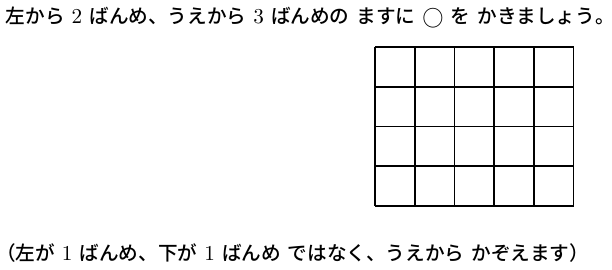 左から 2 ばんめ、うえから 3 ばんめの ますに ○ を かきましょう。
(左が 1 ばんめ、下が 1 ばんめ ではなく、うえから かぞえます)